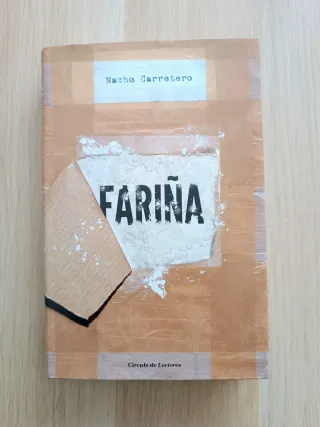 Nacho Carretero
FARIÑA
Círculo de Lectores